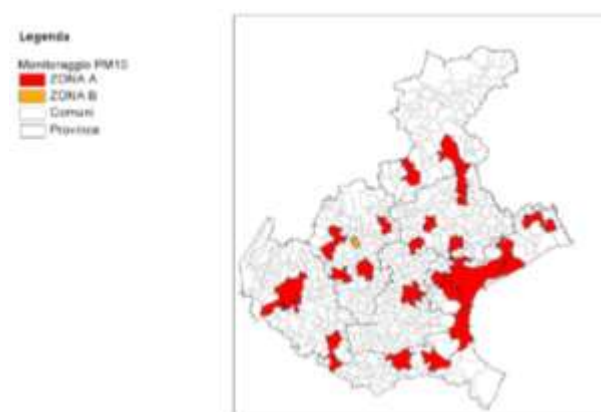 Legenda
Monitoraggio PM10
ZONA A
ZONA B
Comuni
Province